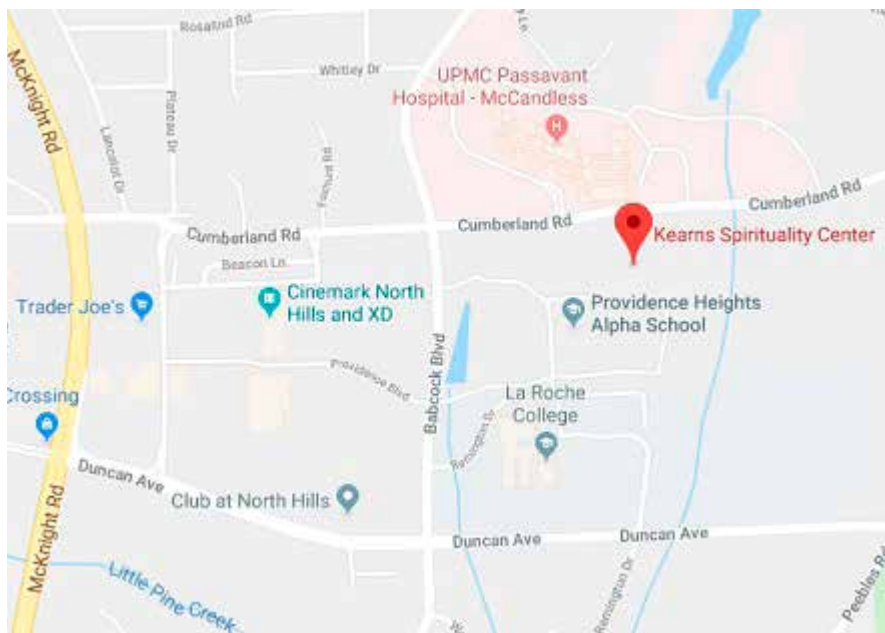 Rosalind Rd
McKnight Rd
Whitley Dr
UPMC Passavant
Hospital - McCandless
H
Plateau Dr
Lancelot Dr
Cumberland Rd
Cumberland Rd
Cumberland Rd
Kearns Spirituality Center
Beacon Ln
Trader Joe's
Cinemark North
Hills and XD
Providence Heights
Alpha School
Babcock Blvd
Providence Blvd
Crossing
La Roche
College
Remington Dr
Duncan Ave
Club at North Hills
Duncan Ave
Duncan Ave
McKnight Rd
Little Pine Creek
Remington Dr
Peebles Rd